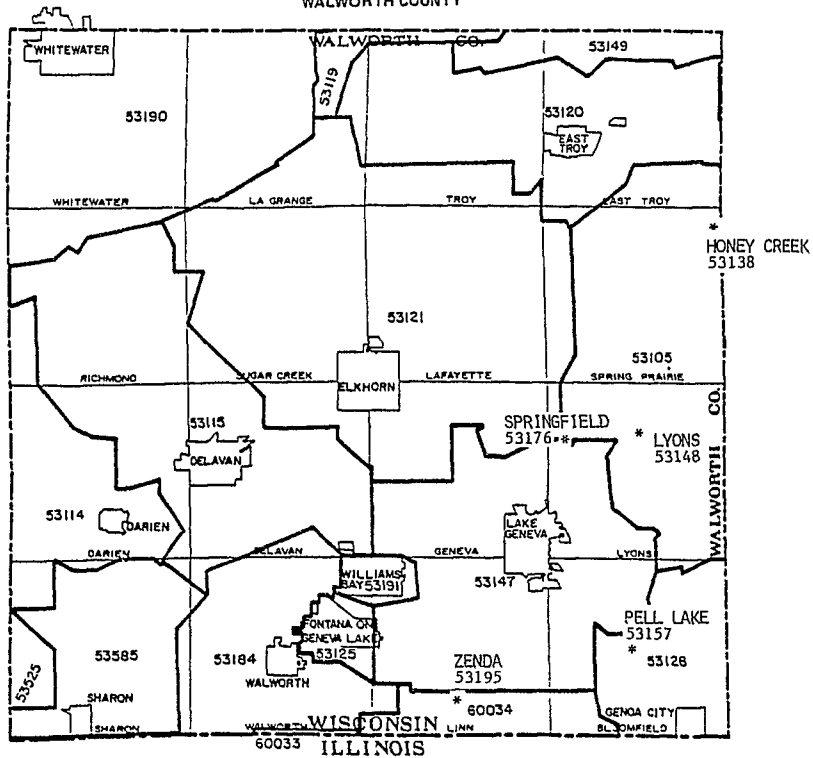 WALWORTH COUNTY
WALWORTH CO.
WHITEWATER
53149
53119
53190
53120
EAST
TROY
WHITEWATER
LA GRANGE
TROY
EAST TROY
*
HONEY CREEK
53138
53121
53105
RICHMOND
SUGAR CREEK
ELKHORN
LAFAYETTE
SPRING PRAIRIE
WALWORTH CO.
53115
SPRINGFIELD
53176 *
* LYONS
53148
DELAVAN
53114
DARIEN
LAKE
GENEVA
DARIEN
DELAVAN
GENEVA
LYONS
WILLIAMS
BAY 53191
53147
FONTANA ON
GENEVA LAKE
53125
PELL LAKE
53157
*
53128
53585
53184
WALWORTH
ZENDA
53195
*
60034
53525
SHARON
SHARON
WALWORTH
LINN
GENOA CITY
BLOOMFIELD
WISCONSIN
60033
ILLINOIS